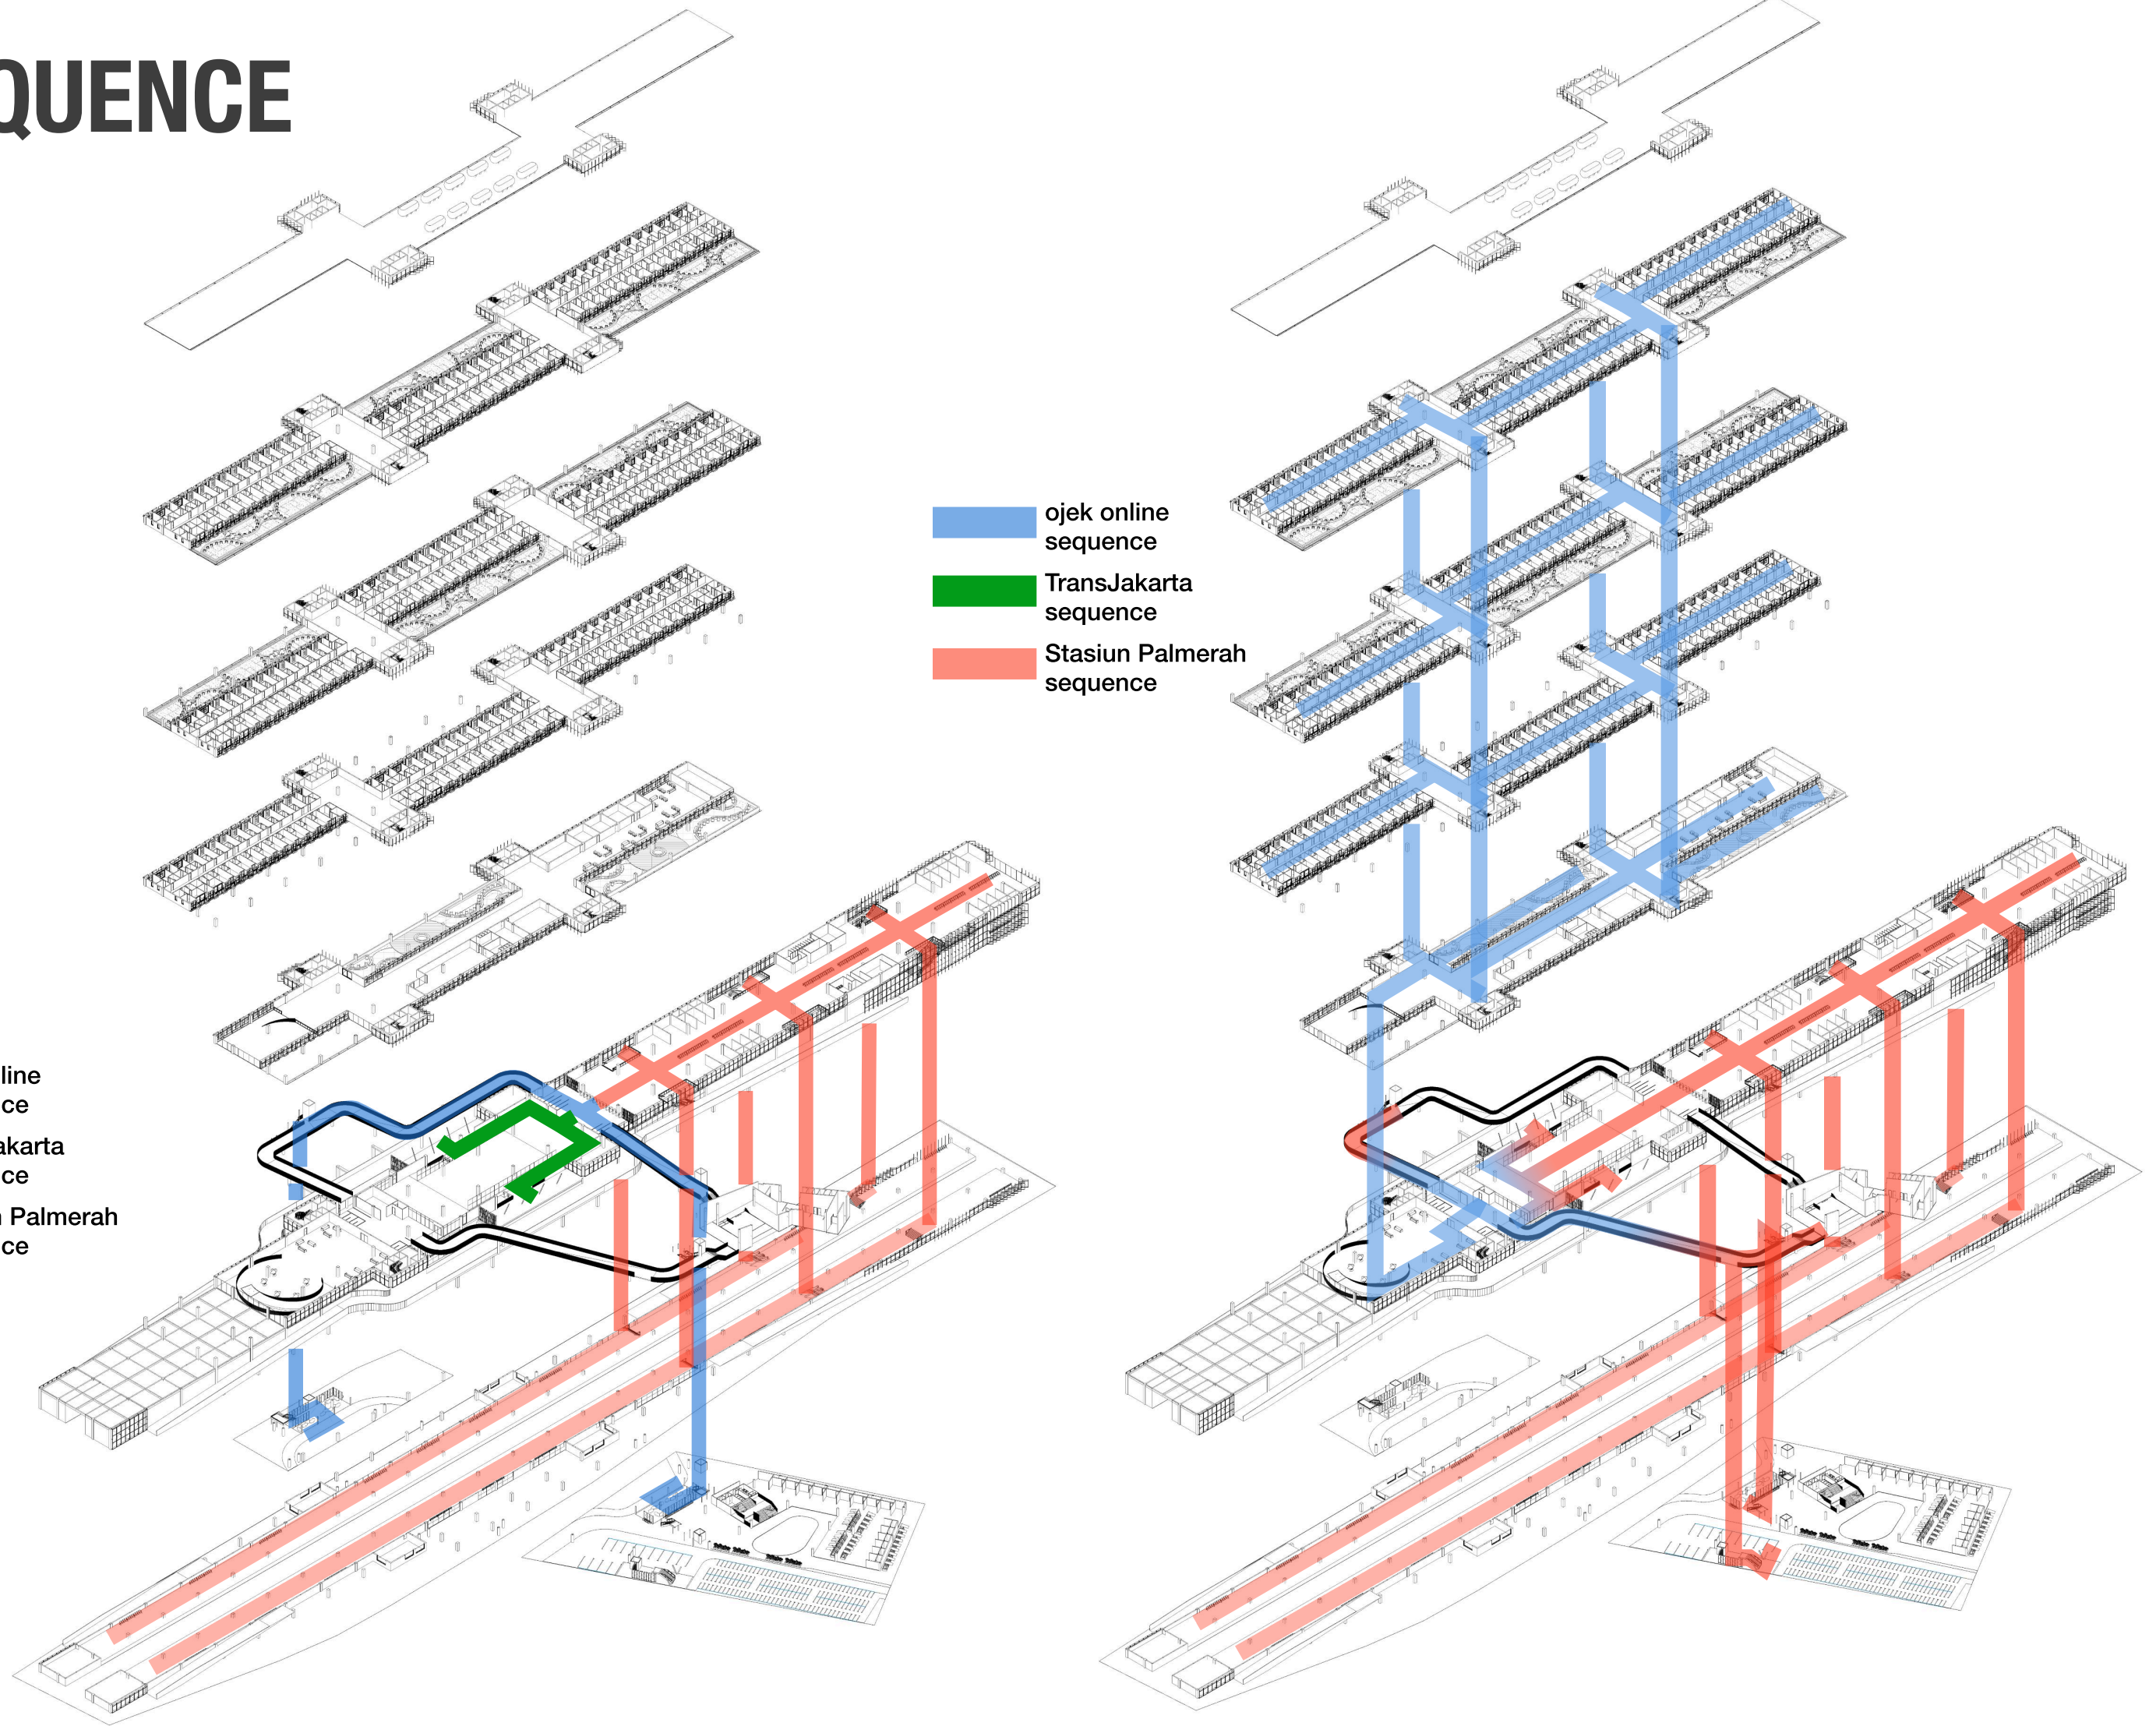 QUENCE
ojek online
sequence
TransJakarta
sequence
Stasiun Palmerah
sequence
line
ce
akarta
ce
Palmerah
ce